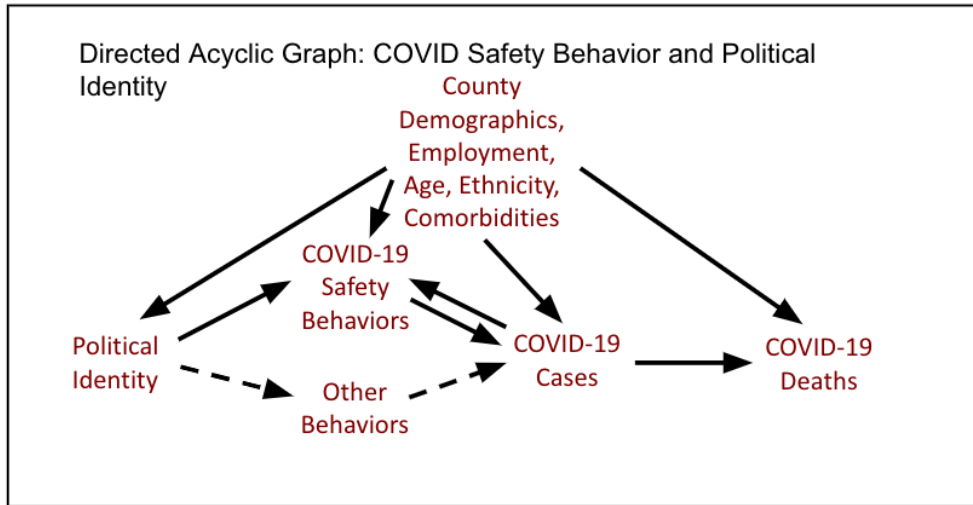 Directed Acyclic Graph: COVID Safety Behavior and Political
Identity
County
Demographics,
Employment,
Age, Ethnicity,
Comorbidities
COVID-19
Safety
Behaviors
Political
Identity
COVID-19
Cases
COVID-19
Deaths
Other
Behaviors